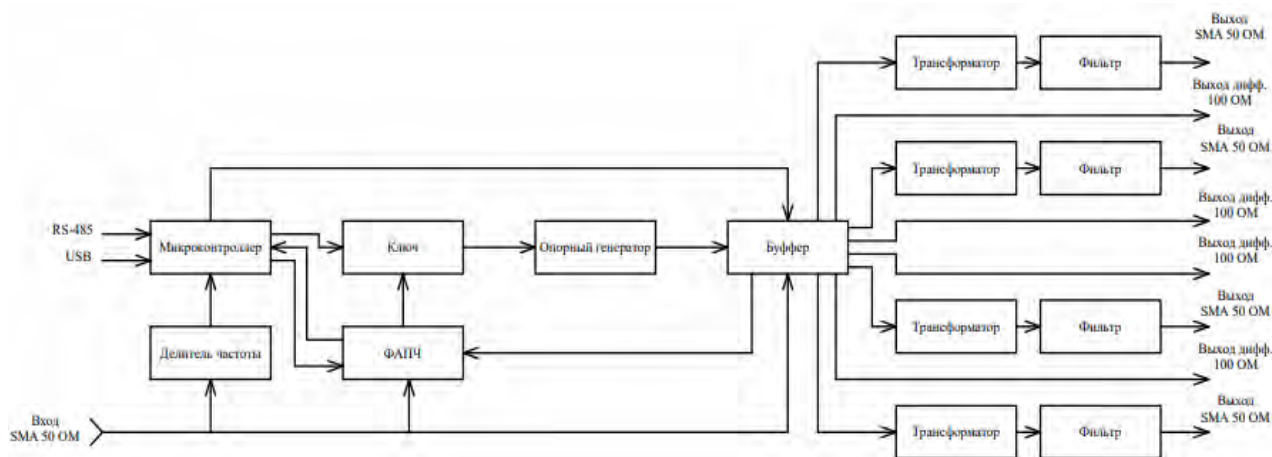 Выход
SMA 50 ОМ
Трансформатор
Фильтр
Выход дифф.
100 ОМ
Выход
SMA 50 ОМ
Трансформатор
Фильтр
Выход дифф.
100 ОМ
RS-485
USB
Микроконтроллер
Ключ
Опорный генератор
Буффер
Выход дифф.
100 ОМ
Выход
SMA 50 ОМ
Трансформатор
Фильтр
Делитель частоты
ФАПЧ
Выход дифф.
100 ОМ
Вход
SMA 50 ОМ
Выход
SMA 50 ОМ
Трансформатор
Фильтр